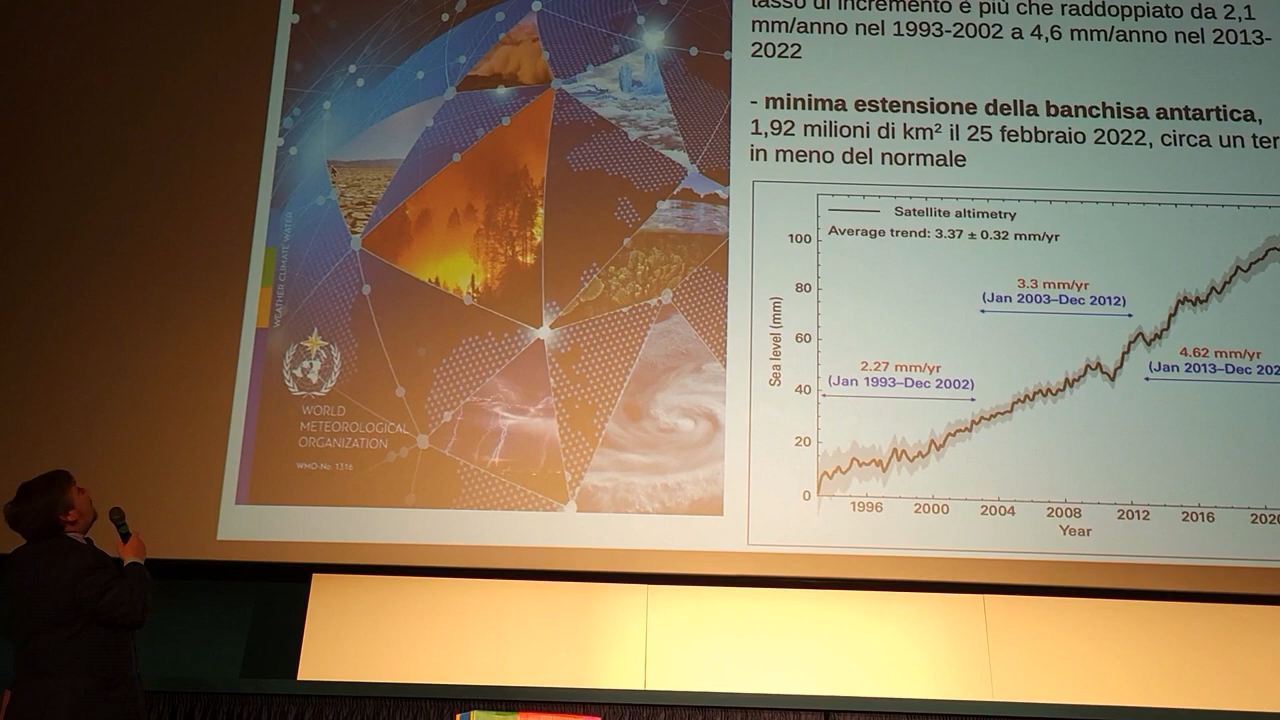 tasso di incremento è più che raddoppiato da 2,1
mm/anno nel 1993-2002 a 4,6 mm/anno nel 2013-
2022
- minima estensione della banchisa antartica,
1,92 milioni di km² il 25 febbraio 2022, circa un ter
in meno del normale
Satellite altimetry
Average trend: 3.37 ± 0.32 mm/yr
100
80
60
40
20
0
Sea level (mm)
3.3 mm/yr
(Jan 2003–Dec 2012)
2.27 mm/yr
(Jan 1993–Dec 2002)
4.62 mm/yr
(Jan 2013–Dec 202
1996 2000 2004 2008 2012 2016 2020
Year
WEATHER CLIMATE WATER
WORLD
METEOROLOGICAL
ORGANIZATION
WMO-No. 1316